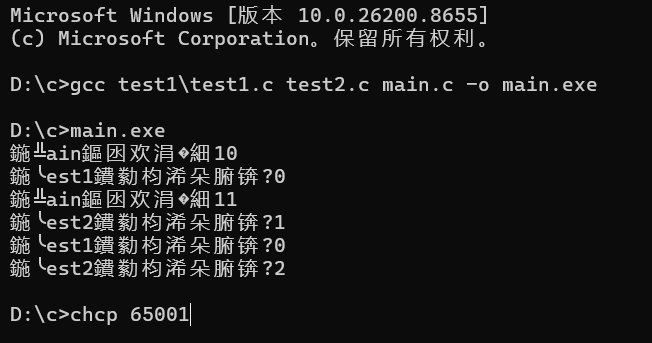 Microsoft Windows [版本 10.0.26200.8655]
(c) Microsoft Corporation。保留所有权利。
D:\c>gcc test1\test1.c test2.c main.c -o main.exe
D:\c>main.exe
鍦╩ain鏂囦欢涓�細10
鍦╰est1鐨勬枃浠朵腑锛?0
鍦╩ain鏂囦欢涓�細11
鍦╰est2鐨勬枃浠朵腑锛?1
鍦╰est1鐨勬枃浠朵腑锛?0
鍦╰est2鐨勬枃浠朵腑锛?2
D:\c>chcp 65001